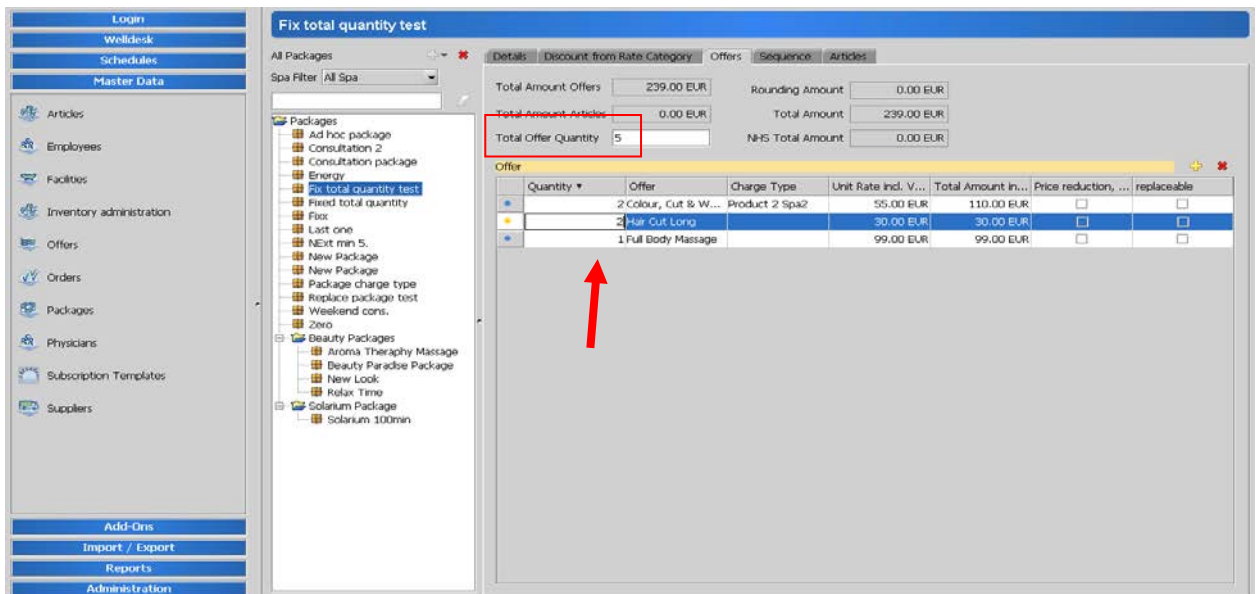 Login
Welldesk
Schedules
Master Data
Articles
Employees
Facilities
Inventory administration
Offers
Orders
Packages
Physicians
Subscription Templates
Suppliers
Add-Ons
Import / Export
Reports
Administration
Fix total quantity test
All Packages
Spa Filter All Spa
Packages
Ad hoc package
Consultation 2
Consultation package
Energy
Fix total quantity test
Fixed total quantity
Fixx
Last one
NExt min 5.
New Package
New Package
Package charge type
Replace package test
Weekend cons.
Zero
Beauty Packages
Aroma Theraphy Massage
Beauty Paradise Package
New Look
Relax Time
Solarium Package
Solarium 100min
Details Discount from Rate Category Offers Sequence Articles
Total Amount Offers 239.00 EUR Rounding Amount 0.00 EUR
Total Amount Articles 0.00 EUR Total Amount 239.00 EUR
Total Offer Quantity 5 NHS Total Amount 0.00 EUR
Offer
Quantity Offer Charge Type Unit Rate incl. V... Total Amount in... Price reduction, ... replaceable
2 Colour, Cut & W... Product 2 Spa2 55.00 EUR 110.00 EUR
2 Hair Cut Long 30.00 EUR 30.00 EUR
1 Full Body Massage 99.00 EUR 99.00 EUR